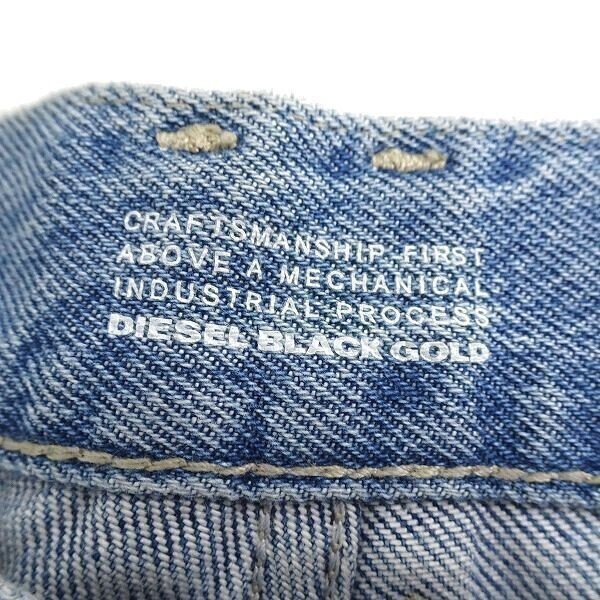 CRAFTSMANSHIP FIRST
ABOVE A MECHANICAL
INDUSTRIAL PROCESS
DIESEL BLACK GOLD